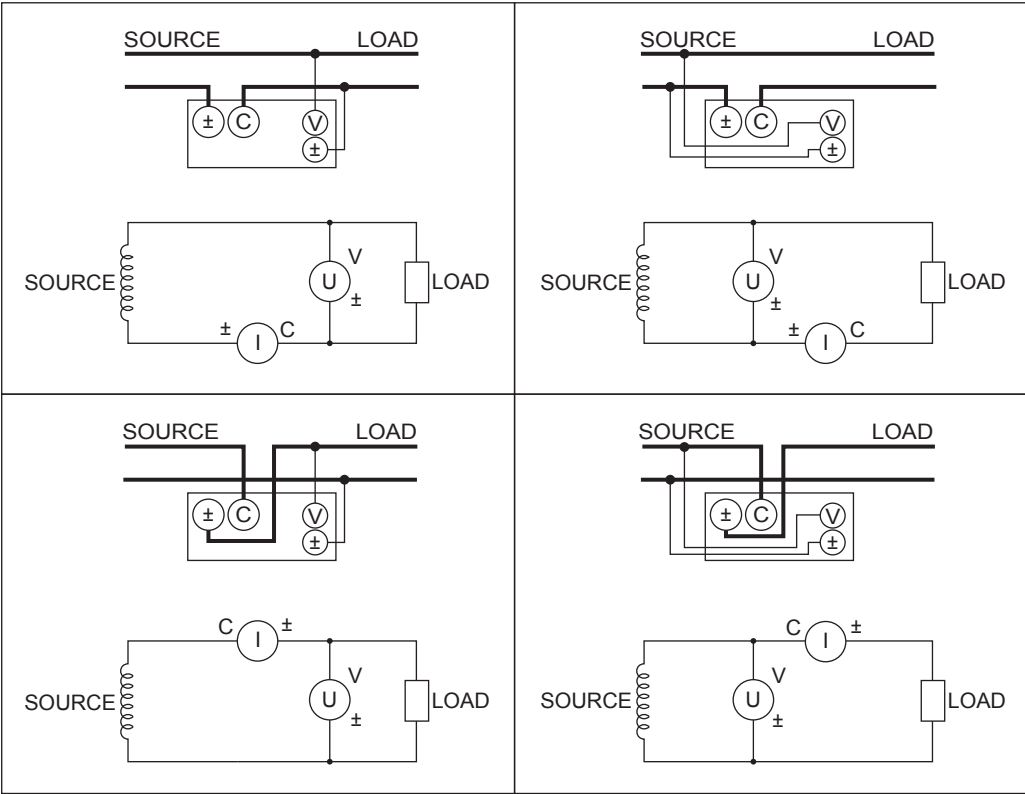 SOURCE LOAD
± C V
±
V
SOURCE U LOAD
±
± I C
SOURCE LOAD
± C V
±
V
SOURCE U LOAD
±
± I C
SOURCE LOAD
± C V
±
C I ±
V
SOURCE U LOAD
±
SOURCE LOAD
± C V
±
C I ±
V
SOURCE U LOAD
±